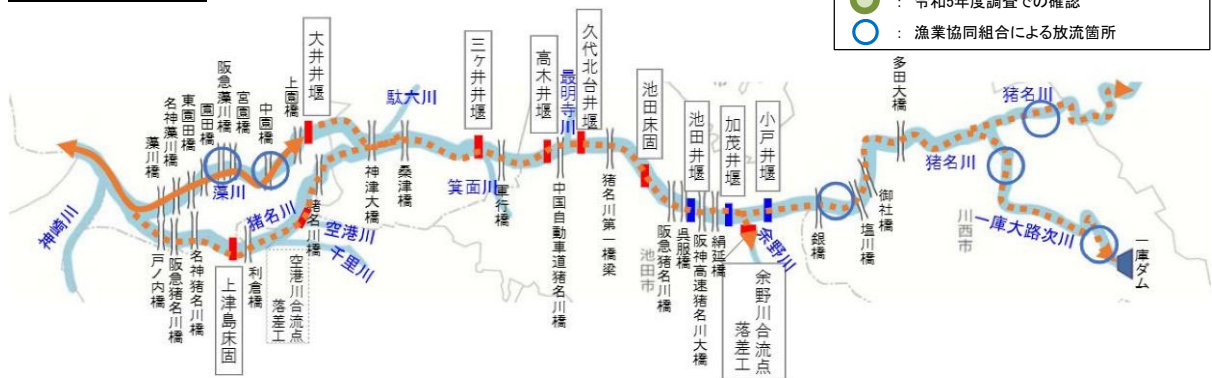 ： 令和5年度調査での確認
： 漁業協同組合による放流箇所
大井井堰
三ヶ井井堰
高木井堰
久代北台井堰
池田床固
池田井堰
加茂井堰
小戸井堰
上津島床固
空港川合流点
落差工
余野川合流点
落差工
藻川橋
名神藻川橋
東園田橋
園田橋
阪急藻川橋
宮園橋
中園橋
上園橋
戸ノ内橋
阪急猪名川橋
名神猪名川橋
利倉橋
猪名川橋
神津大橋
桑津橋
軍行橋
中国自動車道猪名川橋
猪名川第一橋梁
阪急猪名川橋
呉服橋
阪神高速猪名川大橋
絹延橋
銀橋
塩川橋
御社橋
多田大橋
神崎川
藻川
猪名川
空港川
千里川
駄六川
箕面川
最明寺川
余野川
猪名川
猪名川
一庫大路次川
池田市
川西市
一庫ダム